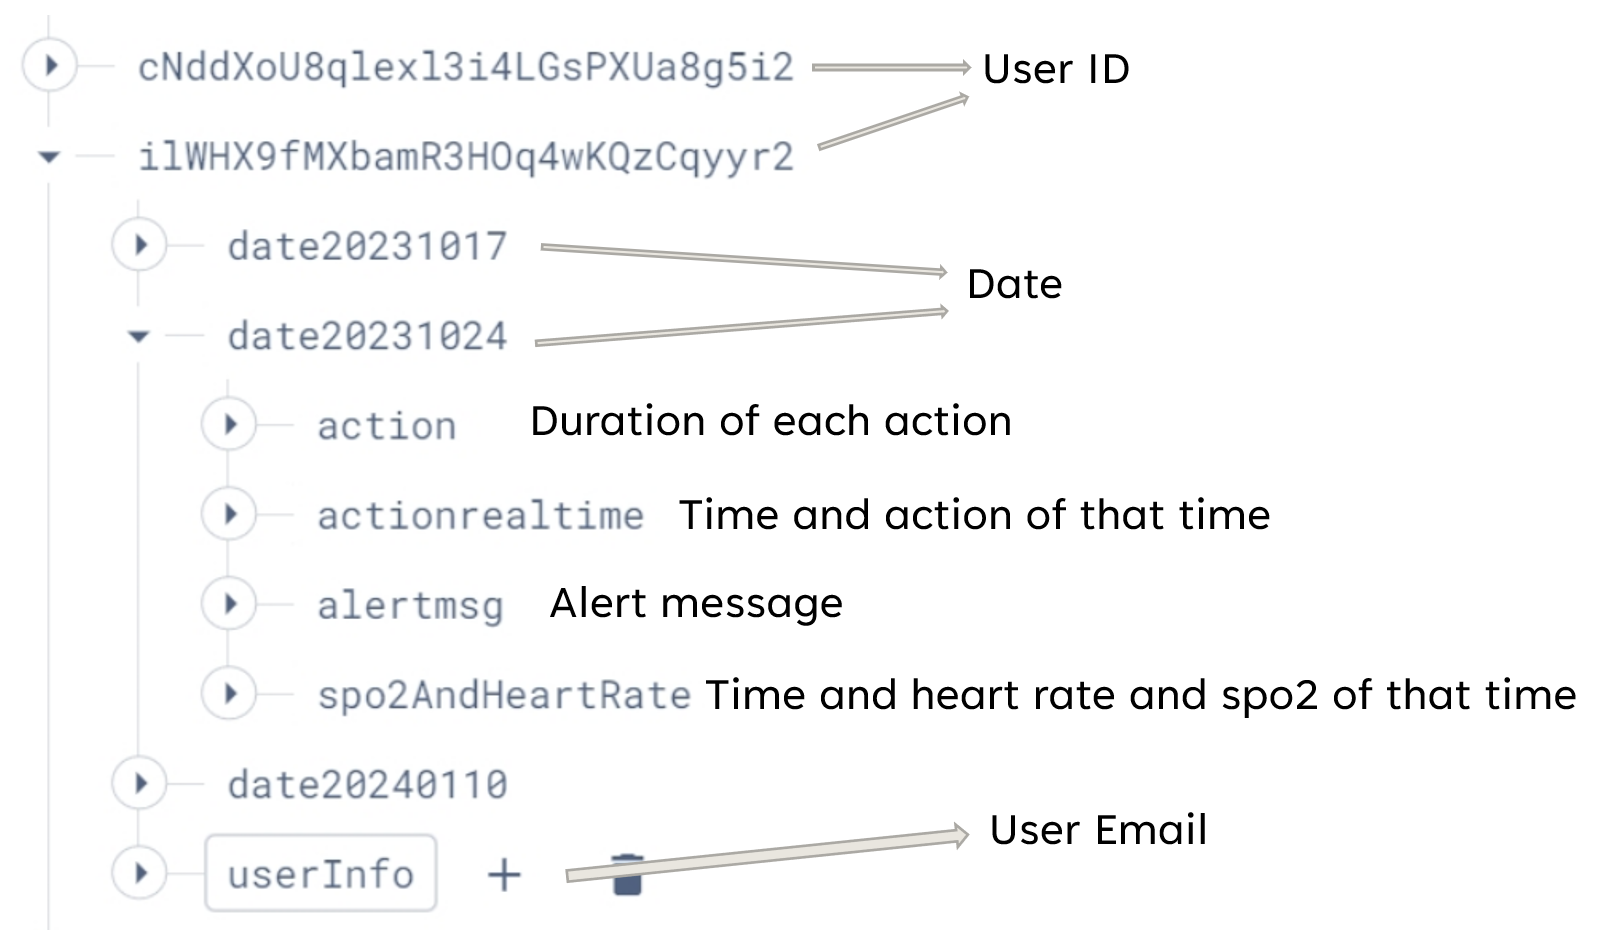 cNddXoU8qlexl3i4LGsPXUa8g5i2 User ID
ilWHX9fMXbamR3HOq4wKQzCqyyr2
date20231017
Date
date20231024
action Duration of each action
actionrealtime Time and action of that time
alertmsg Alert message
spo2AndHeartRate Time and heart rate and spo2 of that time
date20240110
User Email
userInfo +